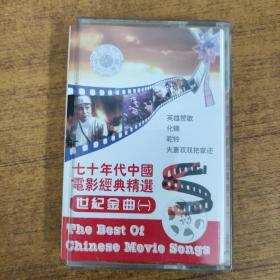 英雄赞歌
化蝶
驼铃
夫妻双双把家还
七十年代中國
電影經典精選
世紀金曲(一)
The Best Of
Chinese Movie Songs